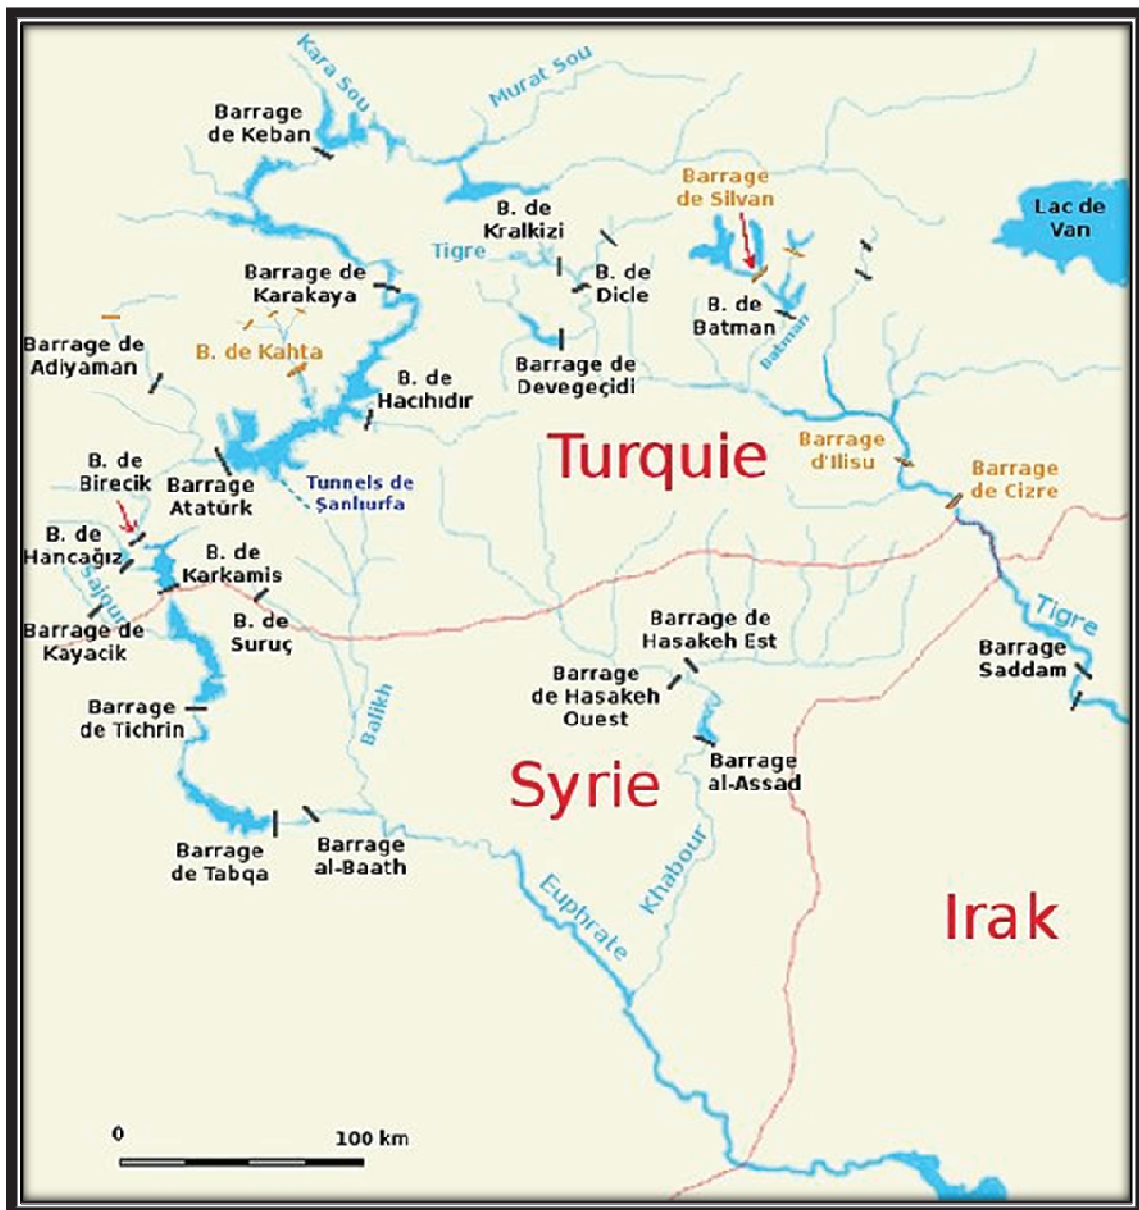 Kara Sou
Murat Sou
Barrage
de Keban
Barrage
de Silvan
Lac de
Van
B. de
Kralkizi
Tigre
Barrage de
Karakaya
B. de
Dicle
B. de
Batman
Batman
Barrage de
Adiyaman
B. de Kahta
Barrage de
Devegeçidi
B. de
Hacıhıdır
Turquie
Barrage
d'Ilisu
Barrage
de Cizre
B. de
Birecik
Barrage
Atatürk
Tunnels de
Şanlıurfa
B. de
Hancağız
B. de
Karkamis
Sajour
Barrage de
Kayacik
B. de
Suruç
Barrage de
Hasakeh Est
Tigre
Barrage
Saddam
Barrage
de Hasakeh
Ouest
Barrage
de Tichrin
Balikh
Syrie
Barrage
al-Assad
Barrage
de Tabqa
Barrage
al-Baath
Khabour
Euphrate
Irak
0
100 km